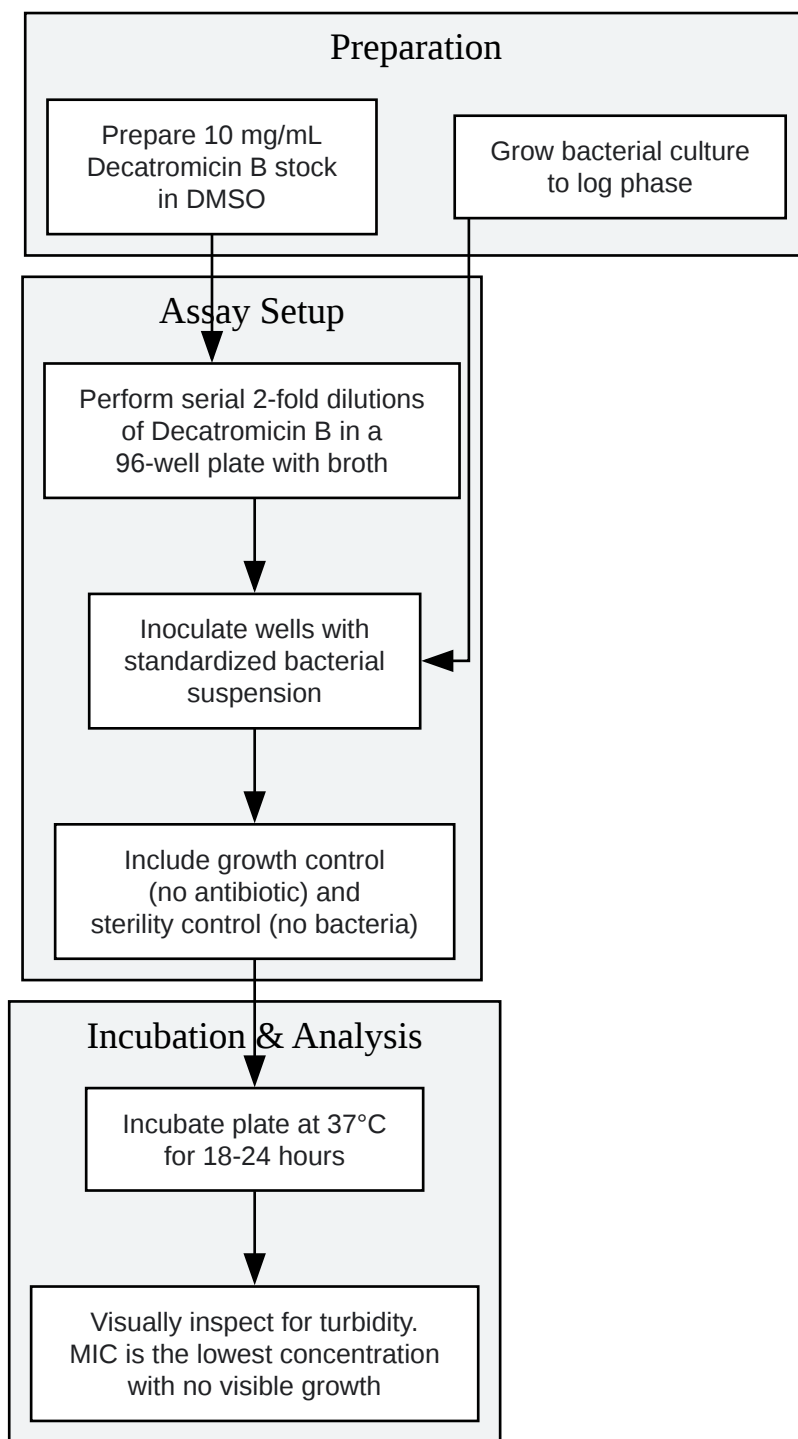 Preparation
Prepare 10 mg/mL
Decatromicin B stock
in DMSO
Grow bacterial culture
to log phase
Assay Setup
Perform serial 2-fold dilutions
of Decatromicin B in a
96-well plate with broth
Inoculate wells with
standardized bacterial
suspension
Include growth control
(no antibiotic) and
sterility control (no bacteria)
Incubation & Analysis
Incubate plate at 37°C
for 18-24 hours
Visually inspect for turbidity.
MIC is the lowest concentration
with no visible growth